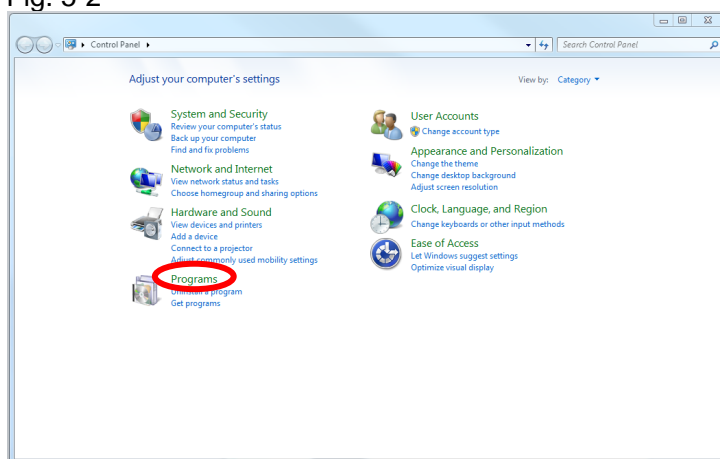 Fig. 3-2
Control Panel
Search Control Panel
Adjust your computer's settings
View by: Category
System and Security
Review your computer's status
Back up your computer
Find and fix problems
Network and Internet
View network status and tasks
Choose homegroup and sharing options
Hardware and Sound
View devices and printers
Add a device
Connect to a projector
Adjust commonly used mobility settings
Programs
Uninstall a program
Get programs
User Accounts
Change account type
Appearance and Personalization
Change the theme
Change desktop background
Adjust screen resolution
Clock, Language, and Region
Change keyboards or other input methods
Ease of Access
Let Windows suggest settings
Optimize visual display